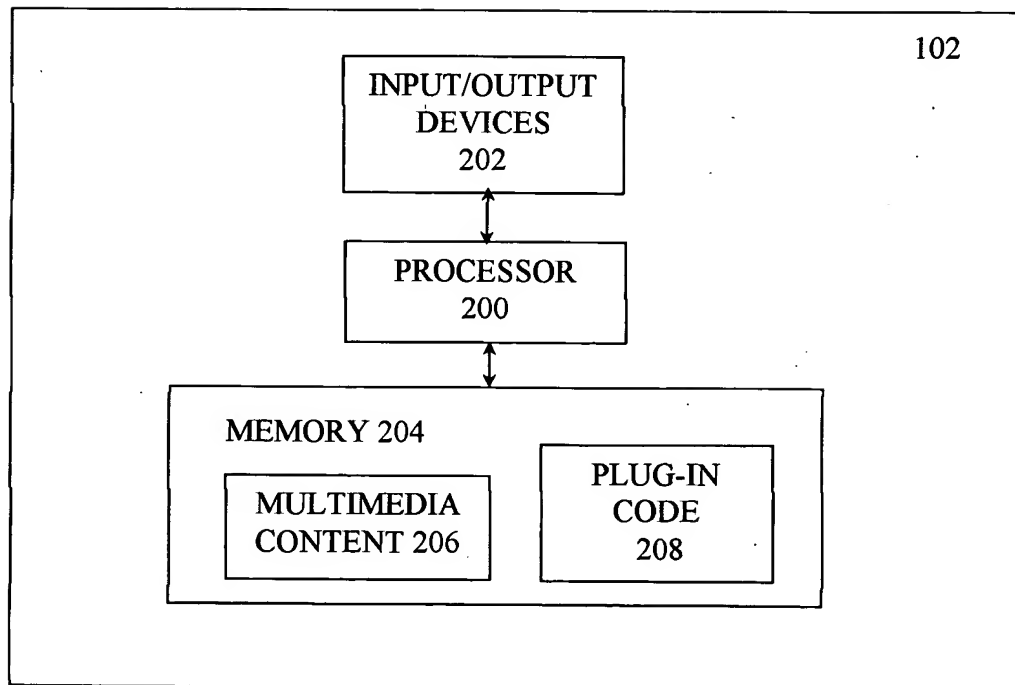 102
INPUT/OUTPUT
DEVICES
202
PROCESSOR
200
MEMORY 204
MULTIMEDIA
CONTENT 206
PLUG-IN
CODE
208